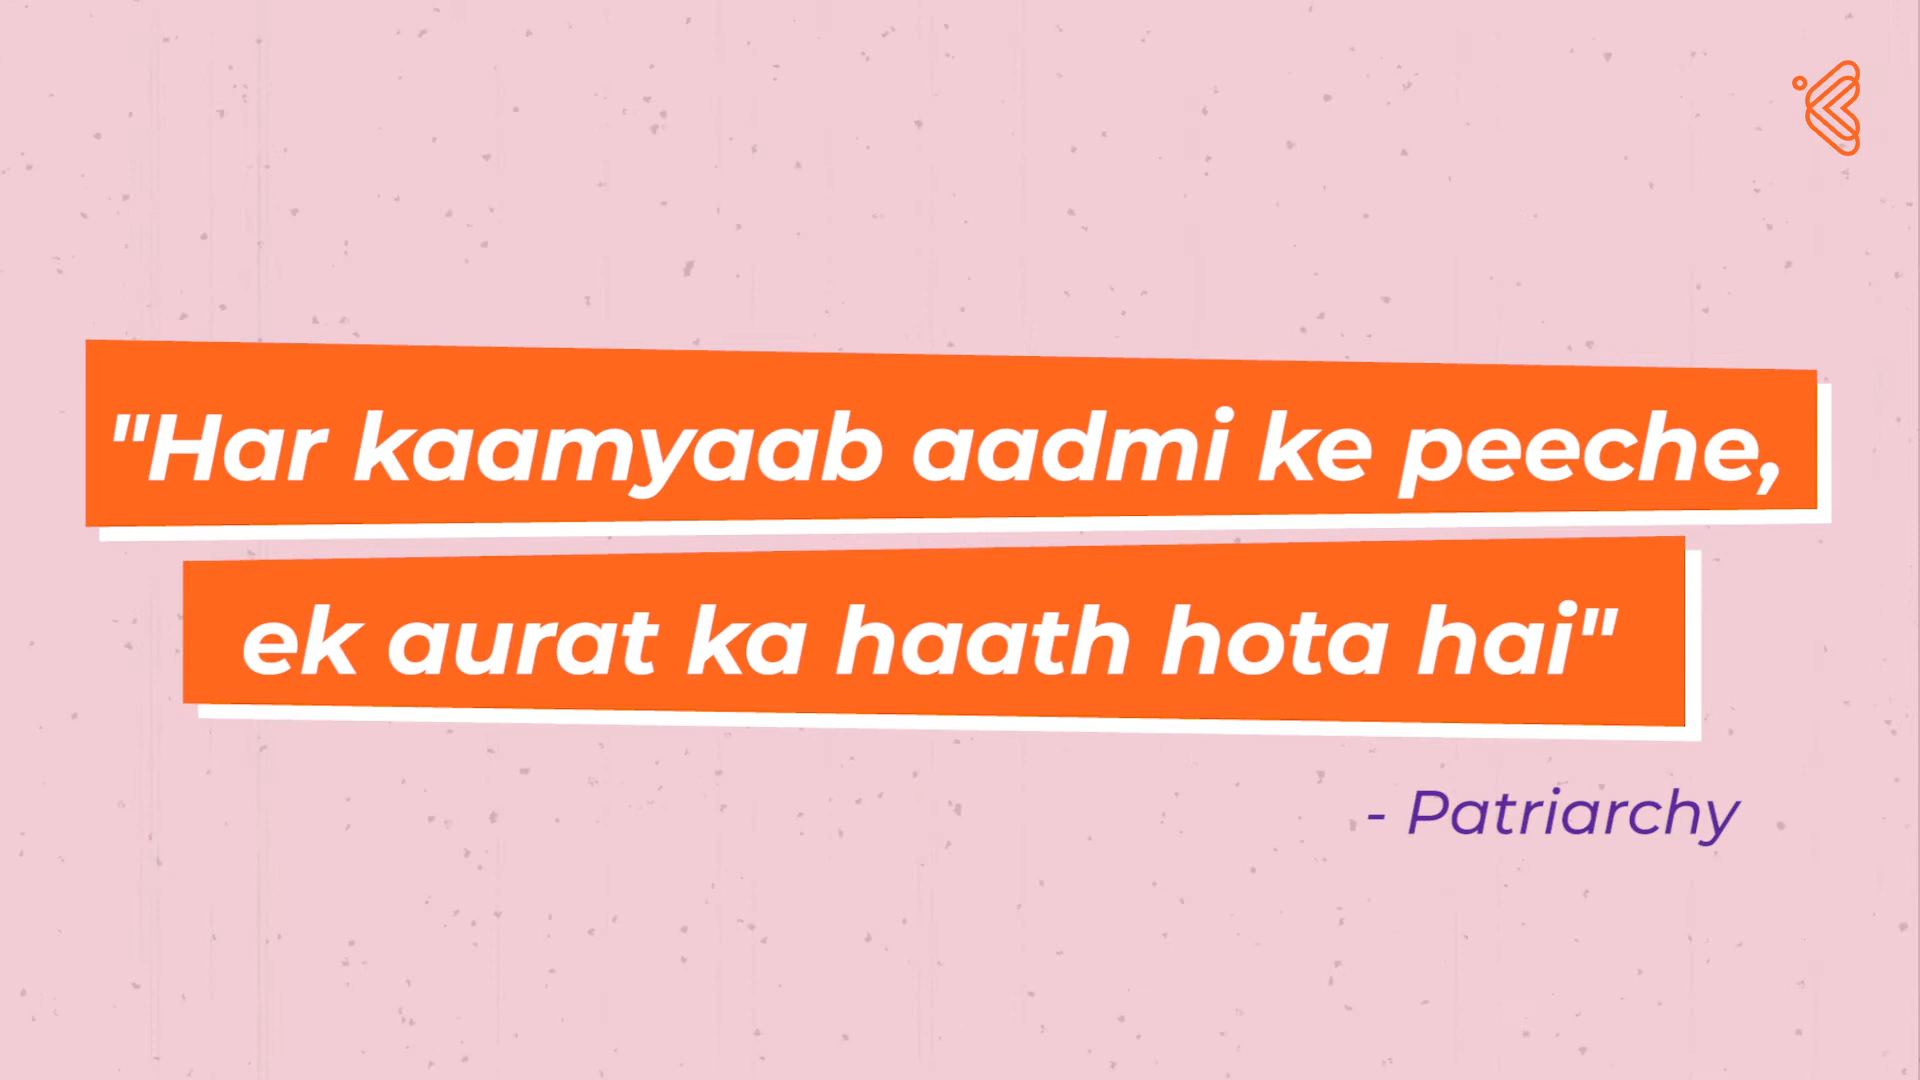 "Har kaamyaab aadmi ke peeche,
ek aurat ka haath hota hai"
- Patriarchy